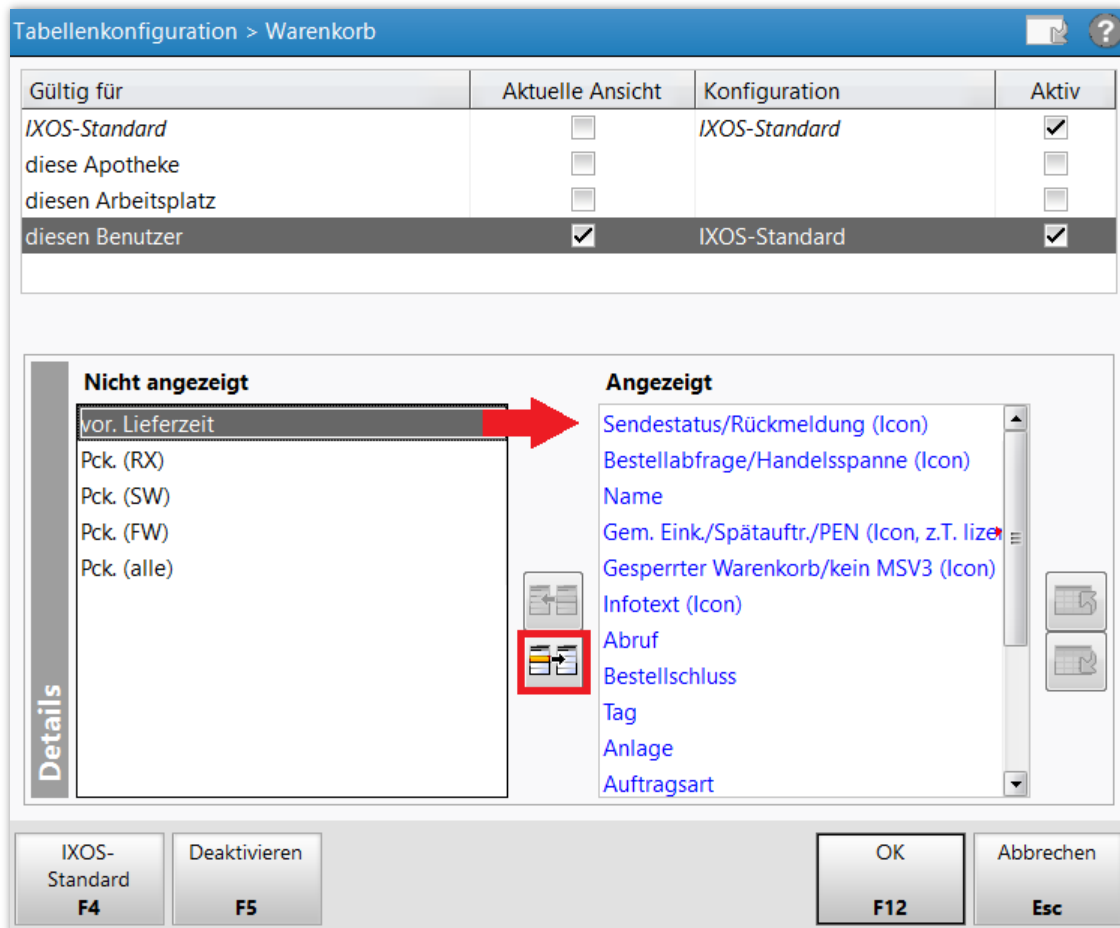 Tabellenkonfiguration > Warenkorb
?
Gültig für Aktuelle Ansicht Konfiguration Aktiv
IXOS-Standard IXOS-Standard
diese Apotheke
diesen Arbeitsplatz
diesen Benutzer IXOS-Standard
Details
Nicht angezeigt
vor. Lieferzeit
Pck. (RX)
Pck. (SW)
Pck. (FW)
Pck. (alle)
Angezeigt
Sendestatus/Rückmeldung (Icon)
Bestellabfrage/Handelsspanne (Icon)
Name
Gem. Eink./Spätauftr./PEN (Icon, z.T. lizen
Gesperrter Warenkorb/kein MSV3 (Icon)
Infotext (Icon)
Abruf
Bestellschluss
Tag
Anlage
Auftragsart
IXOS-
Standard
F4
Deaktivieren
F5
OK
F12
Abbrechen
Esc